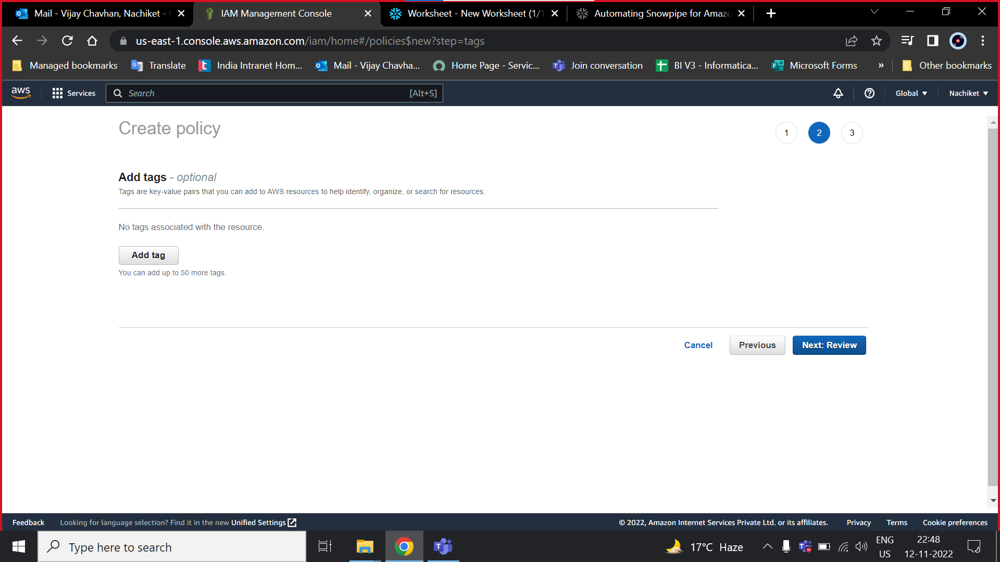 Mail - Vijay Chavhan, Nachiket -
IAM Management Console
Worksheet - New Worksheet (1/1
Automating Snowpipe for Amazo
us-east-1.console.aws.amazon.com/iam/home#/policies$new?step=tags
Managed bookmarks
Translate
India Intranet Hom...
Mail - Vijay Chavha...
Home Page - Servic...
Join conversation
BI V3 - Informatica...
Microsoft Forms
»
Other bookmarks
aws
Services
Search
[Alt+S]
Global
Nachiket
Create policy
1
2
3
Add tags - optional
Tags are key-value pairs that you can add to AWS resources to help identify, organize, or search for resources.
No tags associated with the resource.
Add tag
You can add up to 50 more tags.
Cancel
Previous
Next: Review
Feedback
Looking for language selection? Find it in the new Unified Settings
© 2022, Amazon Internet Services Private Ltd. or its affiliates.
Privacy
Terms
Cookie preferences
Type here to search
17°C Haze
ENG
US
22:48
12-11-2022